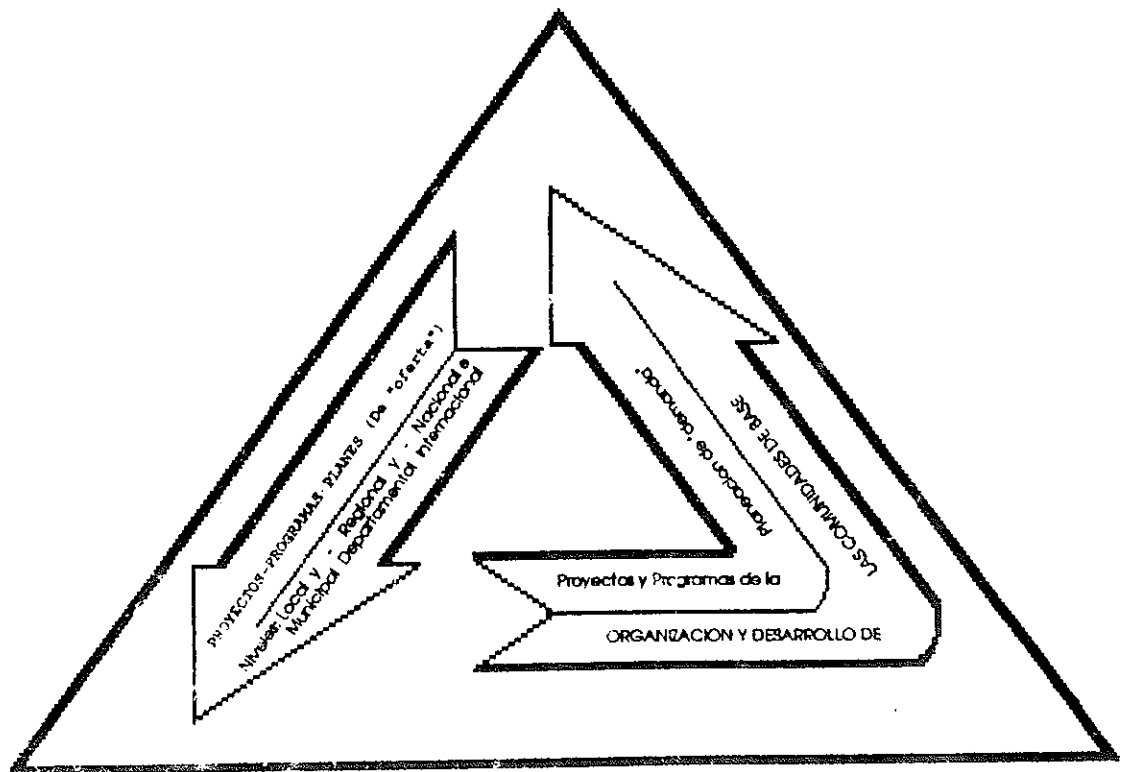 PROYECTOS-PROGRAMAS-PLANES (De "oferta")
Niveles: Local y - Regional y - Nacional e
Municipal Departamental Internacional
Proyectos y Programas de la
Planeacion de "demanda"
ORGANIZACION Y DESARROLLO DE
LAS COMUNIDADES DE BASE